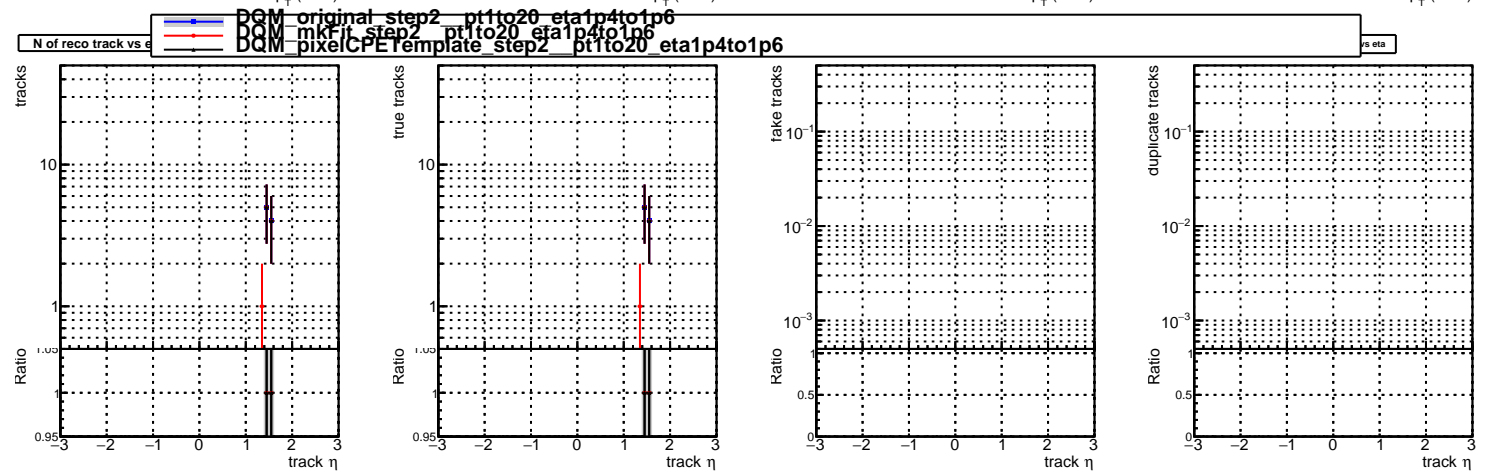 DQM_original_step2__pt1to20_eta1p4to1p6
DQM_mkFit_step2__pt1to20_eta1p4to1p6
DQM_pixelCPETemplate_step2__pt1to20_eta1p4to1p6
N of reco track vs e
vs eta
tracks
10
1
Ratio
1.05
1
0.95
−3 −2 −1 0 1 2 3
track η
true tracks
10
1
Ratio
1
0.95
−3 −2 −1 0 1 2 3
track η
fake tracks
10⁻¹
10⁻²
10⁻³
Ratio
1
0.5
0
−3 −2 −1 0 1 2 3
track η
duplicate tracks
10⁻¹
10⁻²
10⁻³
Ratio
1
0.5
0
−3 −2 −1 0 1 2 3
track η